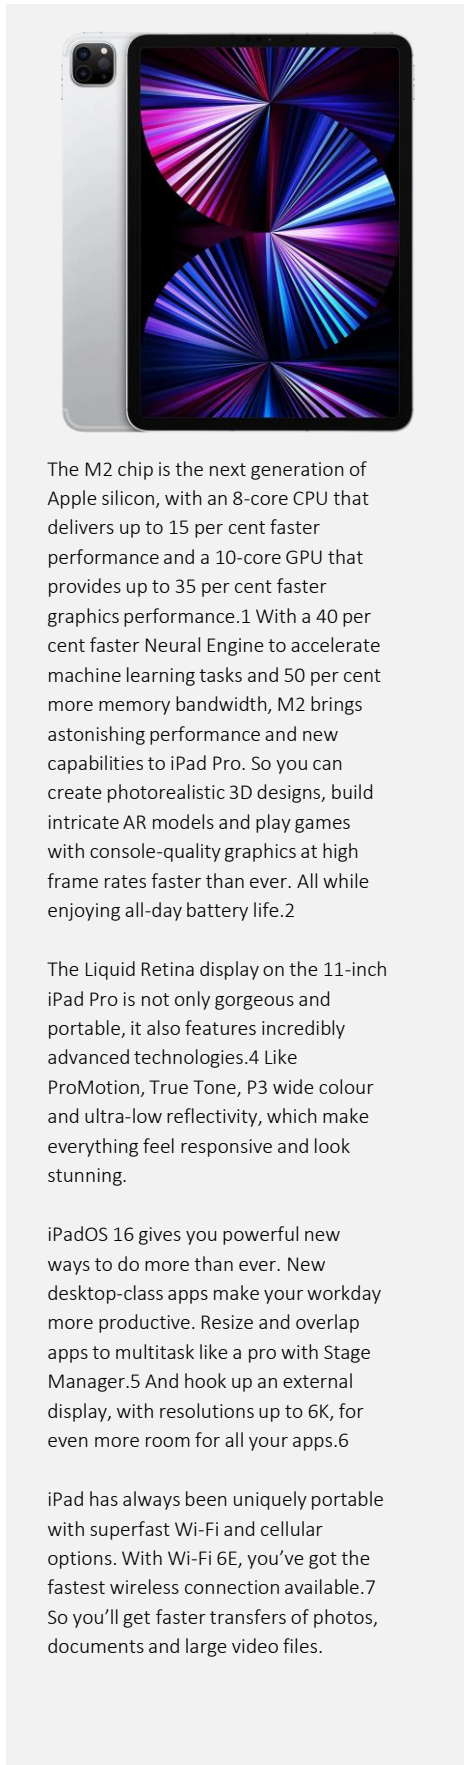 The M2 chip is the next generation of
Apple silicon, with an 8-core CPU that
delivers up to 15 per cent faster
performance and a 10-core GPU that
provides up to 35 per cent faster
graphics performance.1 With a 40 per
cent faster Neural Engine to accelerate
machine learning tasks and 50 per cent
more memory bandwidth, M2 brings
astonishing performance and new
capabilities to iPad Pro. So you can
create photorealistic 3D designs, build
intricate AR models and play games
with console-quality graphics at high
frame rates faster than ever. All while
enjoying all-day battery life.2
The Liquid Retina display on the 11-inch
iPad Pro is not only gorgeous and
portable, it also features incredibly
advanced technologies.4 Like
ProMotion, True Tone, P3 wide colour
and ultra-low reflectivity, which make
everything feel responsive and look
stunning.
iPadOS 16 gives you powerful new
ways to do more than ever. New
desktop-class apps make your workday
more productive. Resize and overlap
apps to multitask like a pro with Stage
Manager.5 And hook up an external
display, with resolutions up to 6K, for
even more room for all your apps.6
iPad has always been uniquely portable
with superfast Wi-Fi and cellular
options. With Wi-Fi 6E, you’ve got the
fastest wireless connection available.7
So you’ll get faster transfers of photos,
documents and large video files.